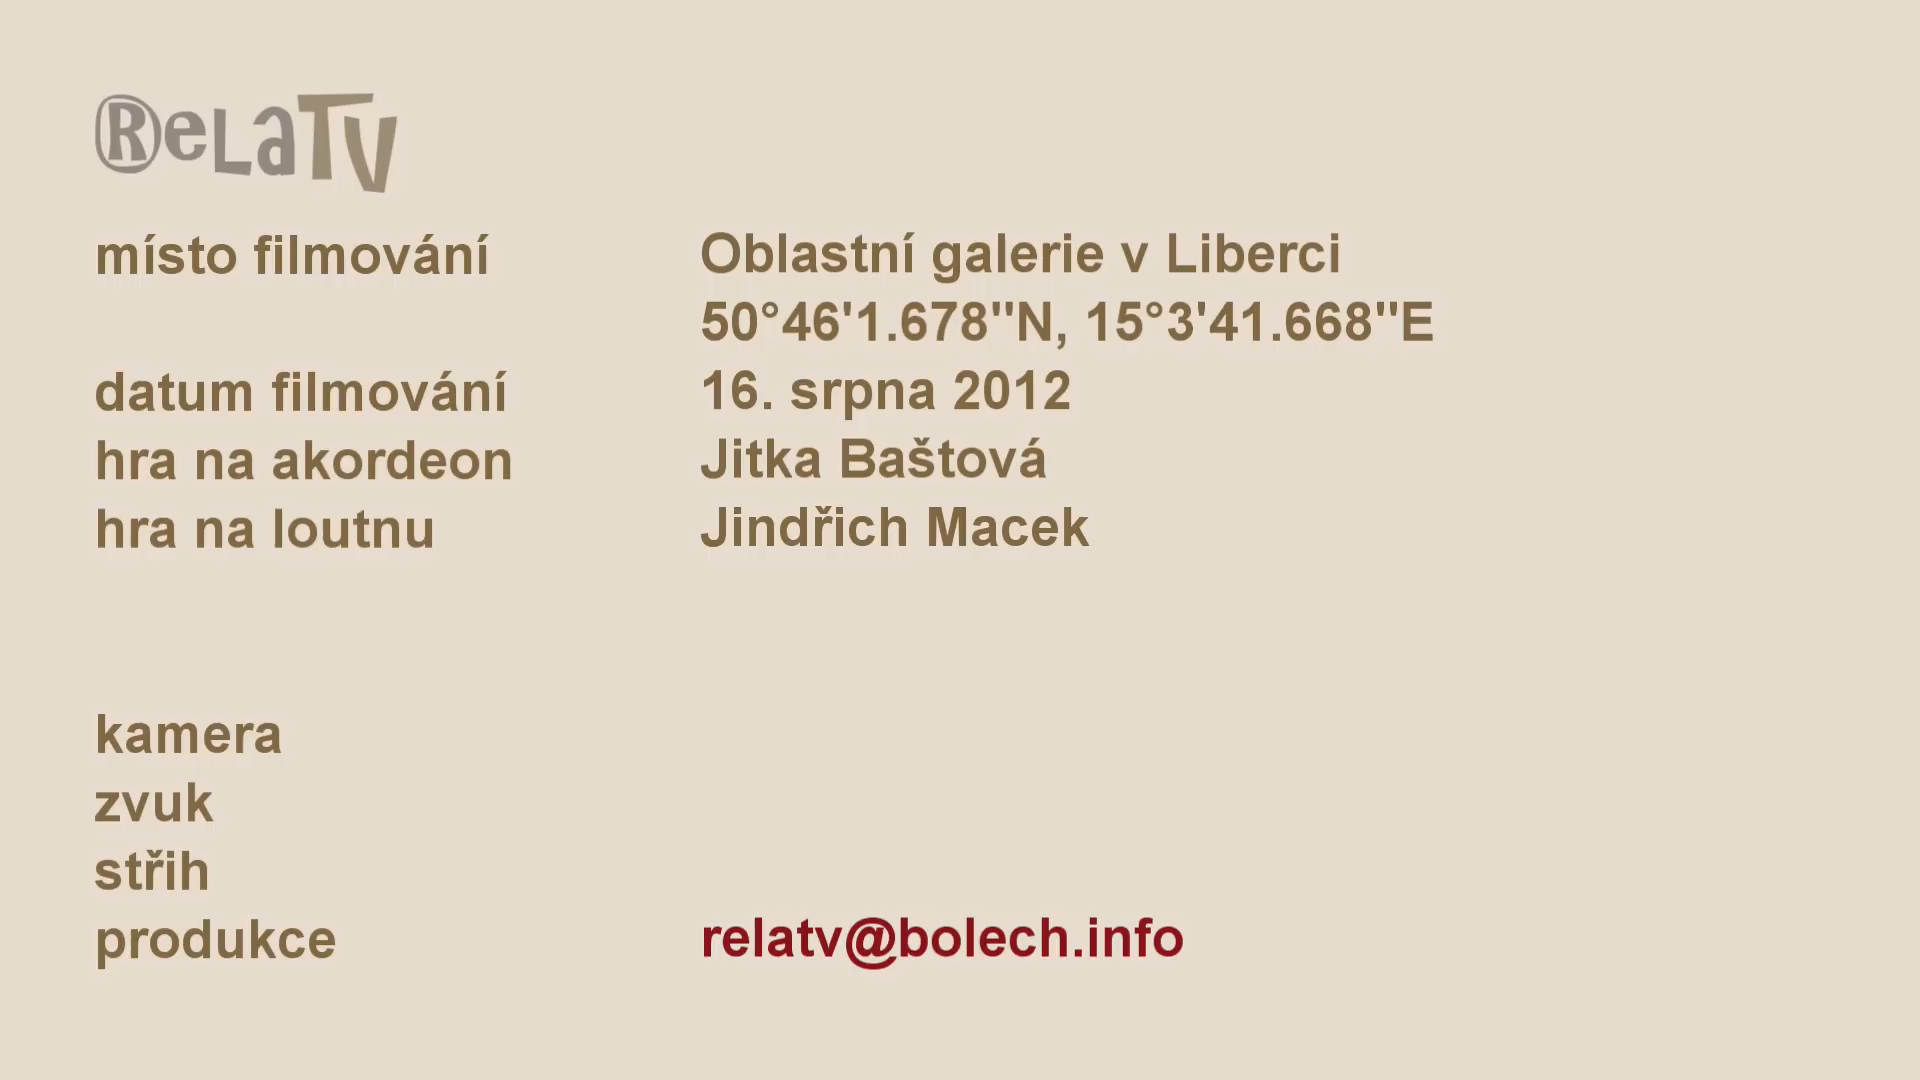 RelaTV
místo filmování Oblastní galerie v Liberci
50°46'1.678"N, 15°3'41.668"E
datum filmování 16. srpna 2012
hra na akordeon Jitka Baštová
hra na loutnu Jindřich Macek
kamera
zvuk
střih
produkce relatv@bolech.info